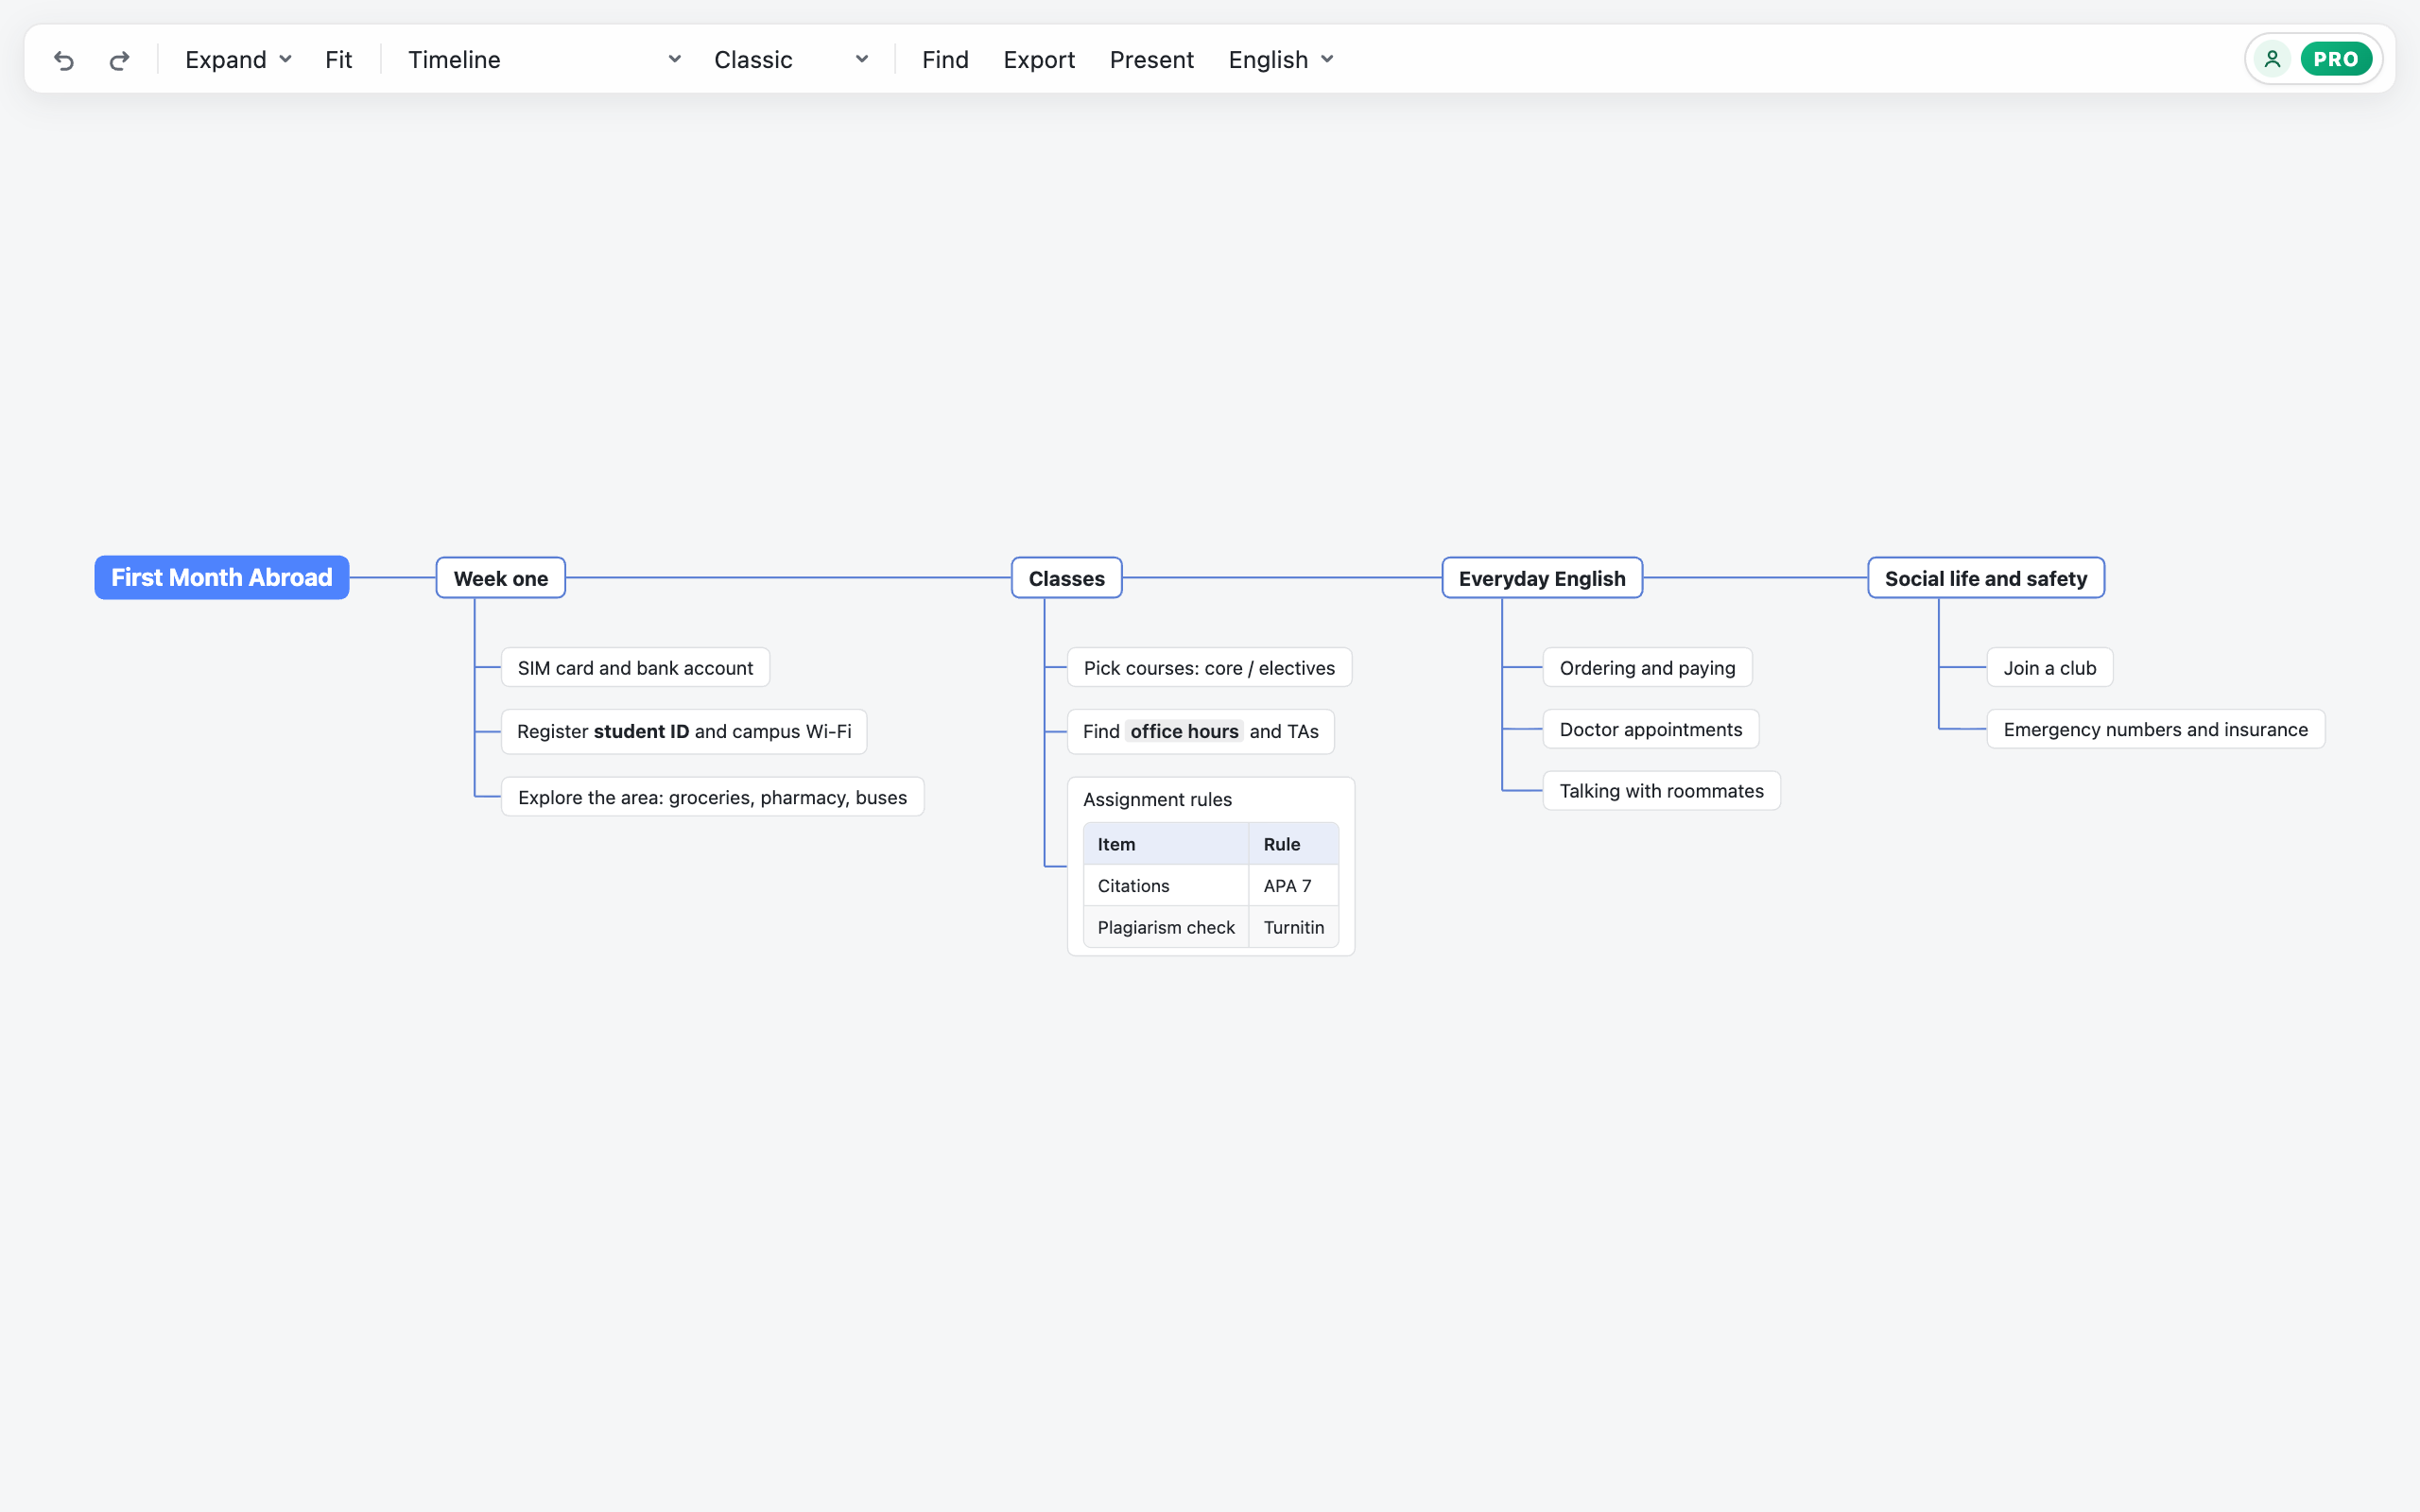 Expand
Fit
Timeline
Classic
Find
Export
Present
English
PRO
First Month Abroad
Week one
SIM card and bank account
Register student ID and campus Wi-Fi
Explore the area: groceries, pharmacy, buses
Classes
Pick courses: core / electives
Find office hours and TAs
Assignment rules
Item Rule
Citations APA 7
Plagiarism check Turnitin
Everyday English
Ordering and paying
Doctor appointments
Talking with roommates
Social life and safety
Join a club
Emergency numbers and insurance